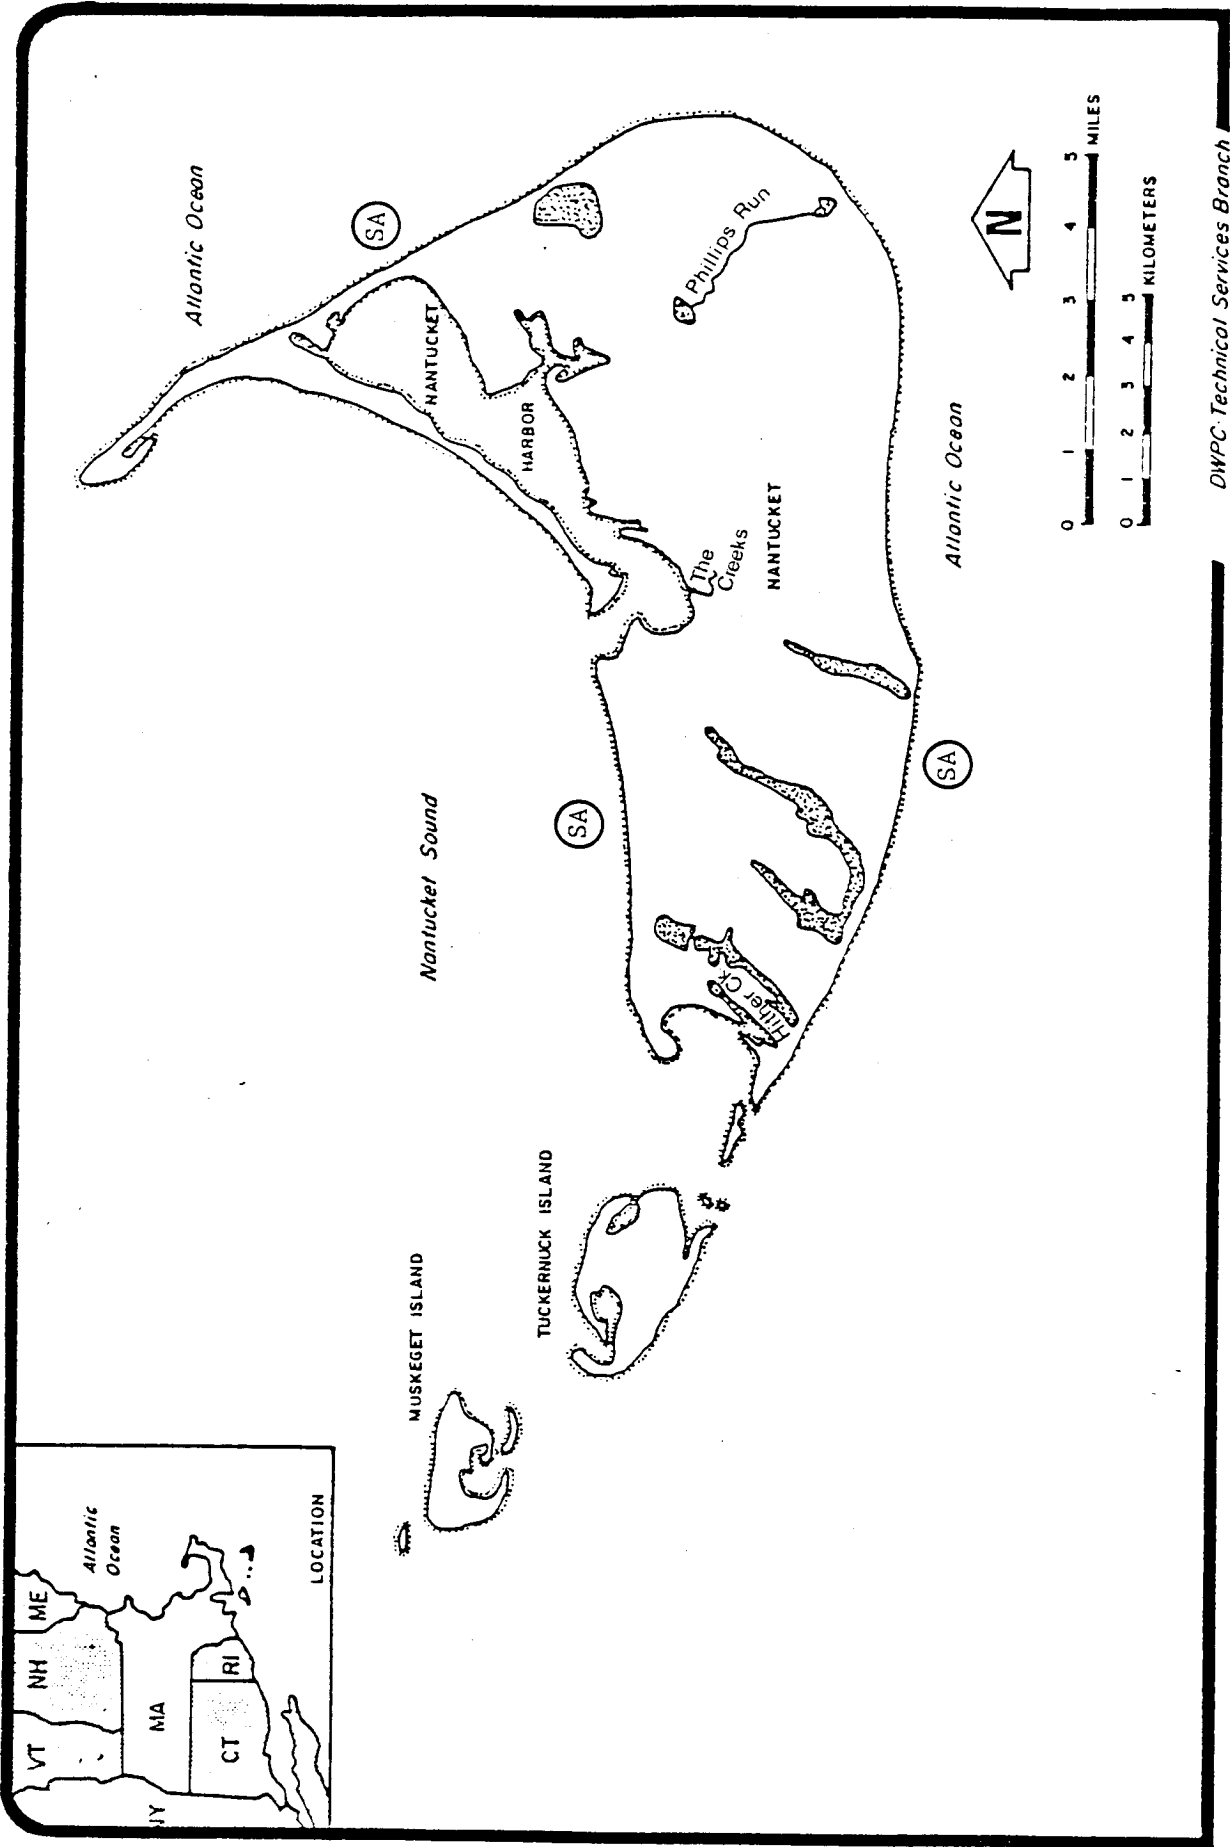 VT
NH
ME
Atlantic
Ocean
MA
CT
RI
LOCATION
MUSKEGET ISLAND
TUCKERNUCK ISLAND
Nantucket Sound
Atlantic Ocean
SA
SA
SA
NANTUCKET
HARBOR
The
Creeks
NANTUCKET
Phillips Run
Hither Ck
Atlantic Ocean
N
0 1 2 3 4 5 MILES
0 1 2 3 4 5 KILOMETERS
DWPC-Technical Services Branch